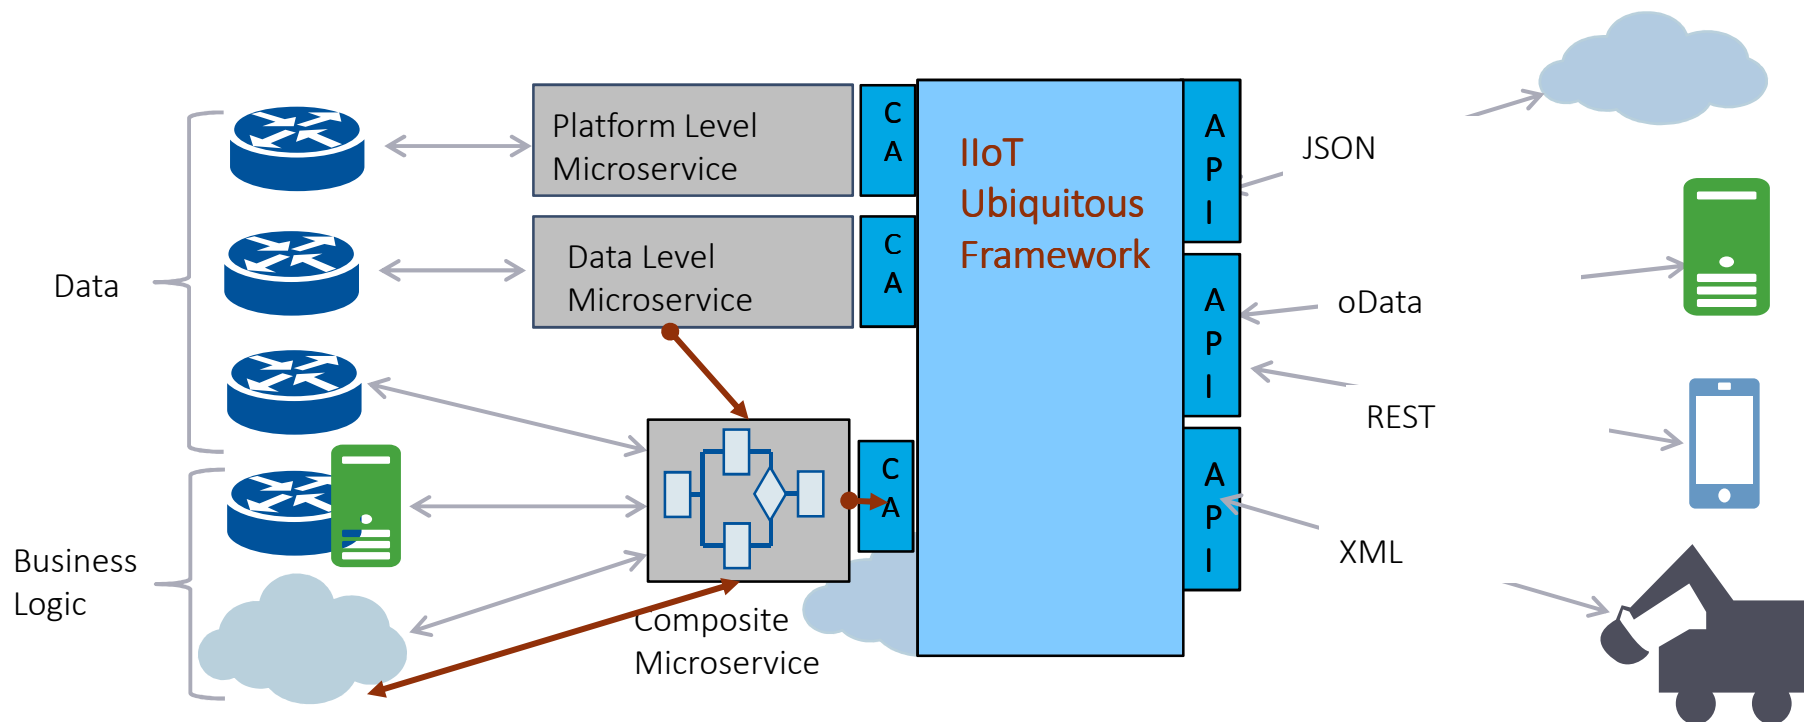 Data
Business
Logic
Platform Level
Microservice
Data Level
Microservice
Composite
Microservice
C
A
C
A
C
A
IIoT
Ubiquitous
Framework
A
P
I
A
P
I
A
P
I
JSON
oData
REST
XML